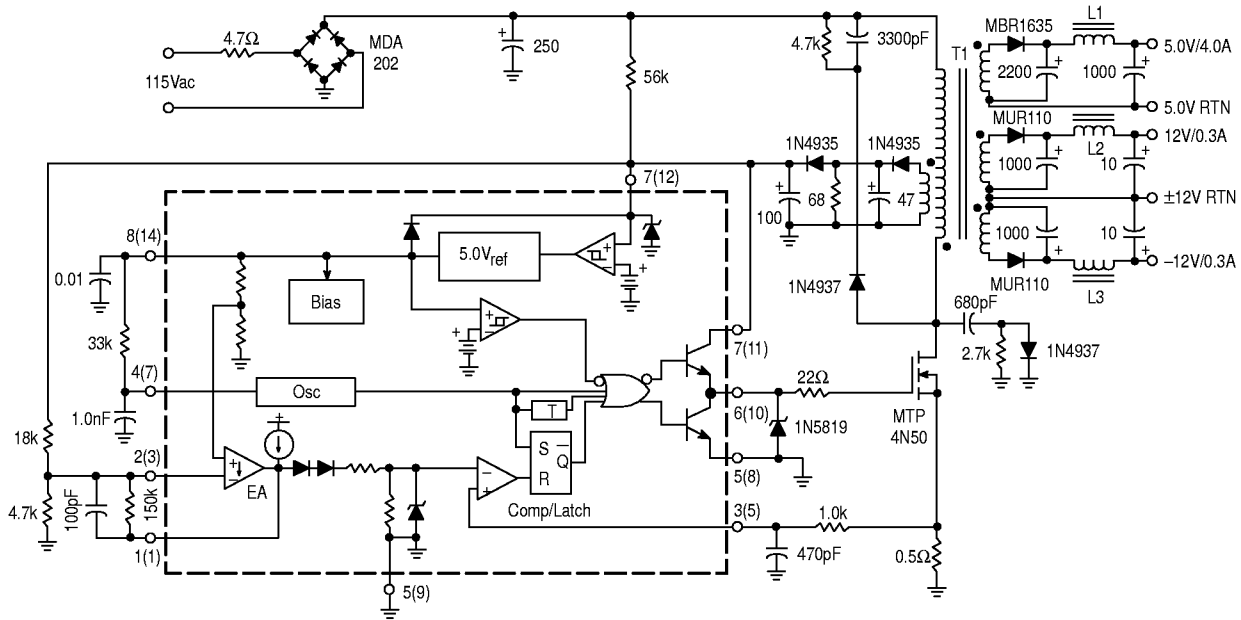 4.7Ω
MDA
202
+
250
115Vac
56k
4.7k
3300pF
T1
MBR1635
L1
2200
+
1000
+
5.0V/4.0A
5.0V RTN
MUR110
L2
1000
+
10
+
12V/0.3A
±12V RTN
1000
+
10
+
–12V/0.3A
MUR110
L3
1N4935
1N4935
+
100
68
+
47
7(12)
8(14)
0.01
5.0Vref
+
–
+
Bias
1N4937
680pF
2.7k
1N4937
33k
+
–
+
7(11)
4(7)
Osc
22Ω
6(10)
MTP
4N50
1.0nF
T
1N5819
18k
+
S
Q
R
5(8)
2(3)
+
–
EA
–
+
Comp/Latch
4.7k
100pF
150k
3(5)
1.0k
1(1)
470pF
0.5Ω
5(9)